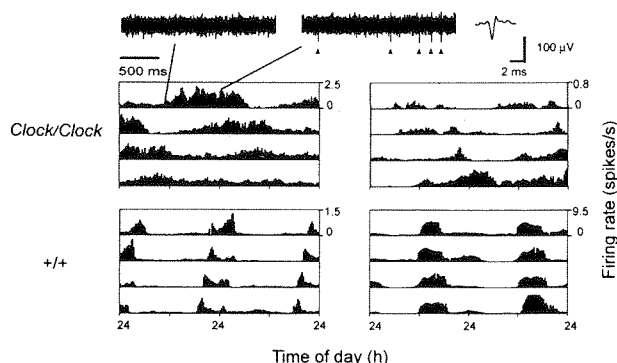 100 μV
500 ms
2 ms
2.5
0
0.8
0
Clock/Clock
1.5
0
9.5
0
+/+
Firing rate (spikes/s)
24 24 24 24 24 24
Time of day (h)